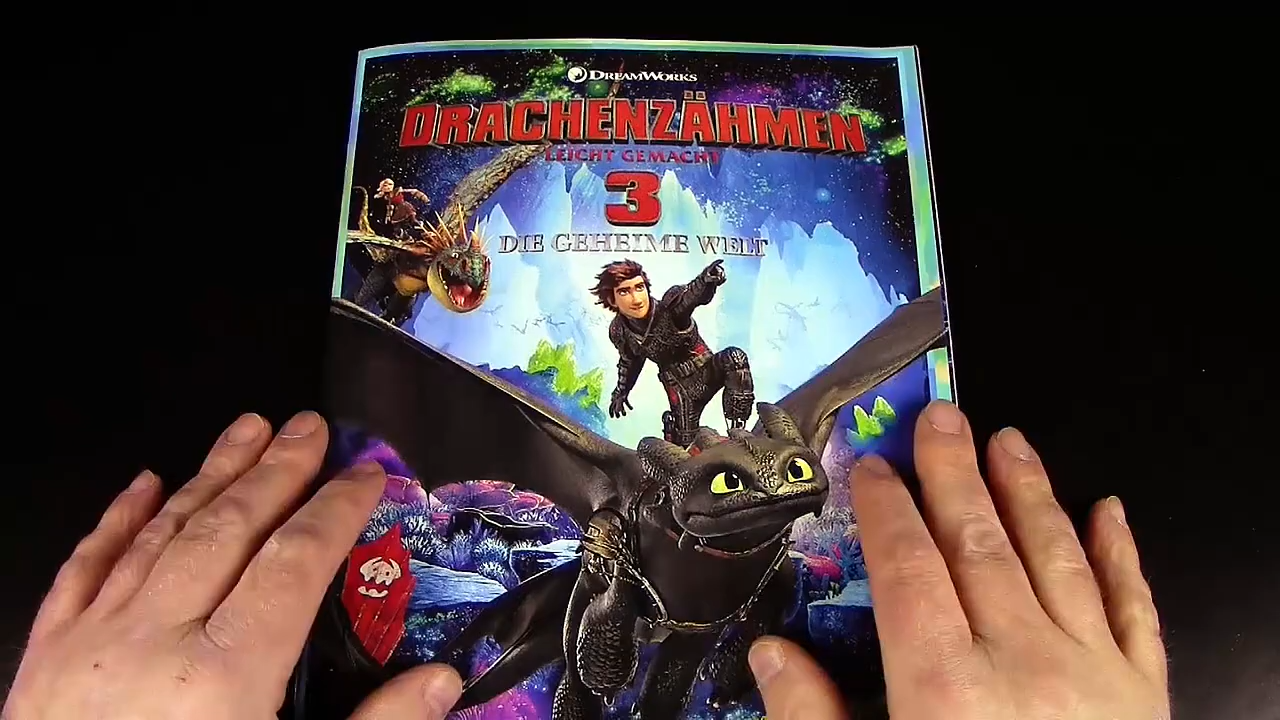 DREAMWORKS
DRACHENZÄHMEN
LEICHT GEMACHT
3
DIE GEHEIME WELT